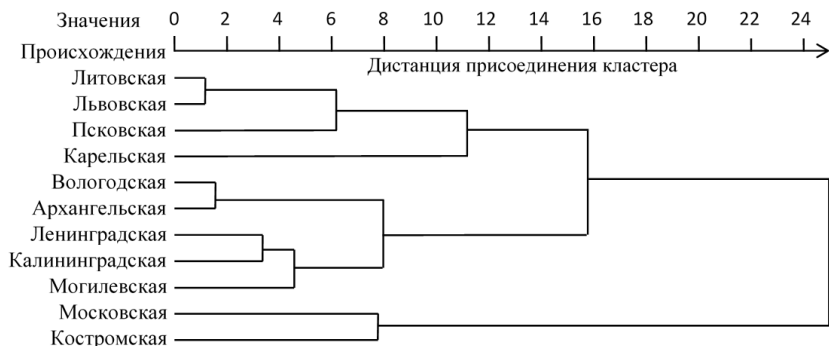 Значения 0 2 4 6 8 10 12 14 16 18 20 22 24
Происхождения
Дистанция присоединения кластера
Литовская
Львовская
Псковская
Карельская
Вологодская
Архангельская
Ленинградская
Калининградская
Могилевская
Московская
Костромская